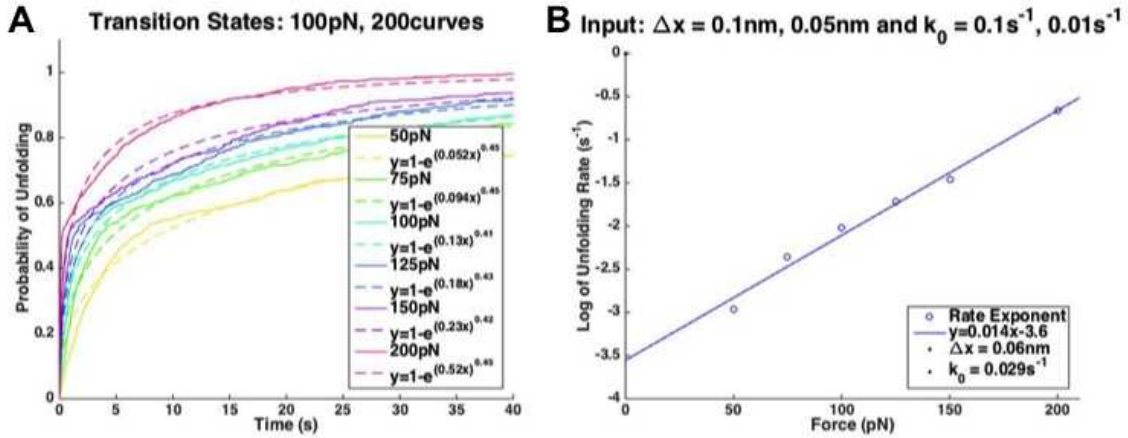 A
Transition States: 100pN, 200curves
Probability of Unfolding
1
0.8
0.6
0.4
0.2
0
50pN
y=1-e^(0.052x)^0.45
75pN
y=1-e^(0.094x)^0.45
100pN
y=1-e^(0.13x)^0.41
125pN
y=1-e^(0.18x)^0.43
150pN
y=1-e^(0.23x)^0.42
200pN
y=1-e^(0.52x)^0.45
0 5 10 15 20 25 30 35 40
Time (s)
B
Input: Δx = 0.1nm, 0.05nm and k₀ = 0.1s⁻¹, 0.01s⁻¹
Log of Unfolding Rate (s⁻¹)
0
-0.5
-1
-1.5
-2
-2.5
-3
-3.5
-4
Rate Exponent
y=0.014x-3.6
Δx = 0.06nm
k₀ = 0.029s⁻¹
0 50 100 150 200
Force (pN)